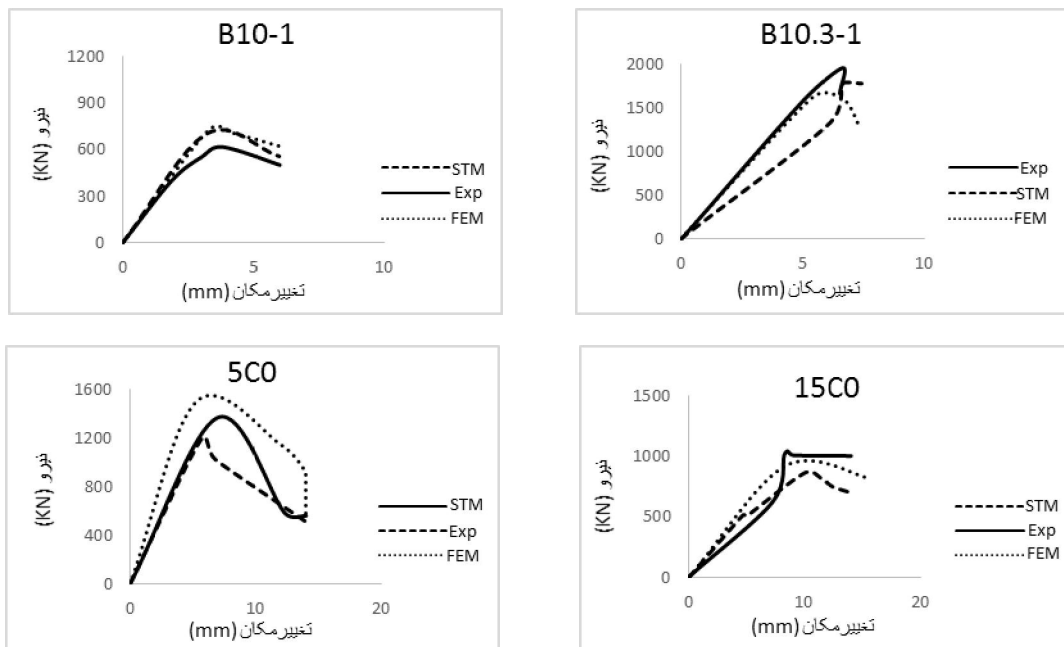 B10-1
1200
900
600
300
0
0 5 10
نیرو (KN)
تغییرمکان (mm)
STM
Exp
FEM
B10.3-1
2000
1500
1000
500
0
0 5 10
نیرو (KN)
تغییرمکان (mm)
Exp
STM
FEM
5C0
1600
1200
800
400
0
0 10 20
نیرو (KN)
تغییرمکان (mm)
STM
Exp
FEM
15C0
1500
1000
500
0
0 10 20
نیرو (KN)
تغییرمکان (mm)
STM
Exp
FEM